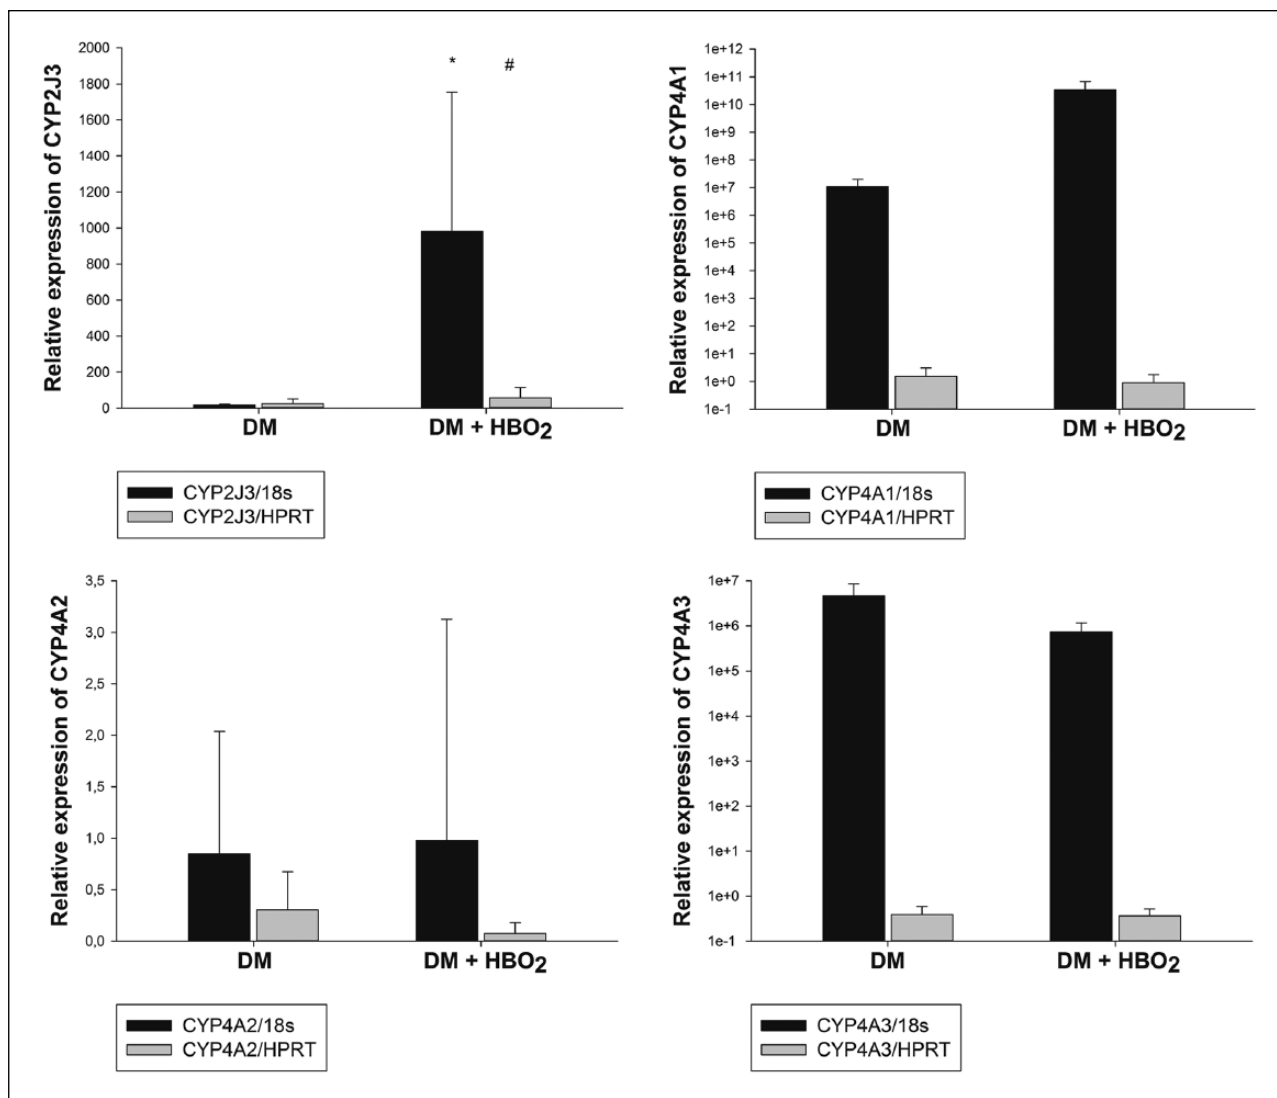 Relative expression of CYP2J3
2000
1800
1600
1400
1200
1000
800
600
400
200
0
*
#
DM
DM + HBO2
CYP2J3/18s
CYP2J3/HPRT
Relative expression of CYP4A1
1e+12
1e+11
1e+10
1e+9
1e+8
1e+7
1e+6
1e+5
1e+4
1e+3
1e+2
1e+1
1e+0
1e-1
DM
DM + HBO2
CYP4A1/18s
CYP4A1/HPRT
Relative expression of CYP4A2
3,5
3,0
2,5
2,0
1,5
1,0
0,5
0,0
DM
DM + HBO2
CYP4A2/18s
CYP4A2/HPRT
Relative expression of CYP4A3
1e+7
1e+6
1e+5
1e+4
1e+3
1e+2
1e+1
1e+0
1e-1
DM
DM + HBO2
CYP4A3/18s
CYP4A3/HPRT